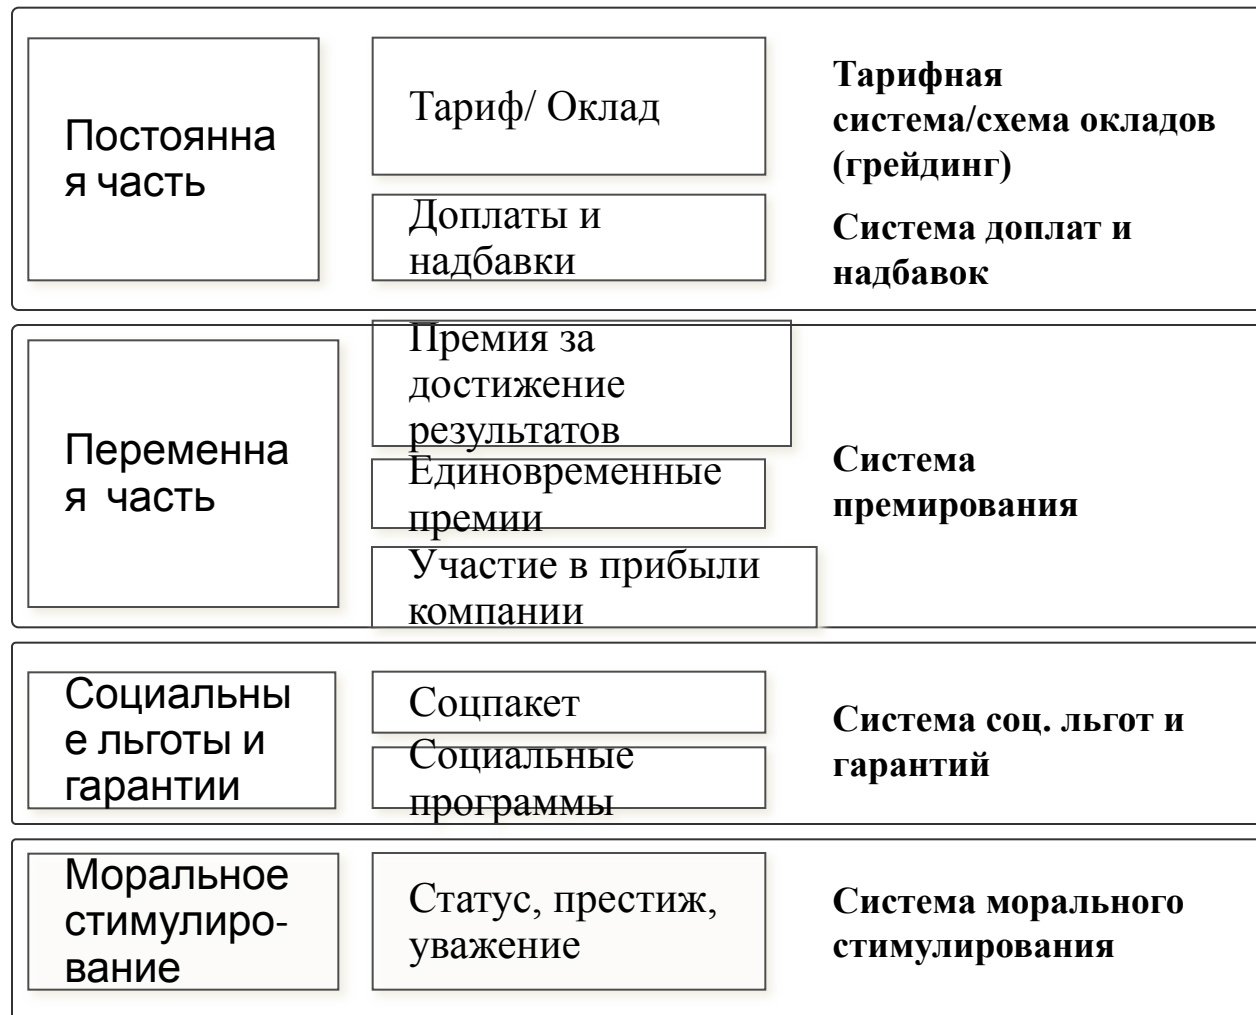 Постоянна
я часть
Тариф/ Оклад
Доплаты и
надбавки
Тарифная
система/схема окладов
(грейдинг)
Система доплат и
надбавок
Переменна
я  часть
Премия за
достижение
результатов
Единовременные
премии
Участие в прибыли
компании
Система
премирования
Социальны
е льготы и
гарантии
Соцпакет
Социальные
программы
Система соц. льгот и
гарантий
Моральное
стимулиро-
вание
Статус, престиж,
уважение
Система морального
стимулирования